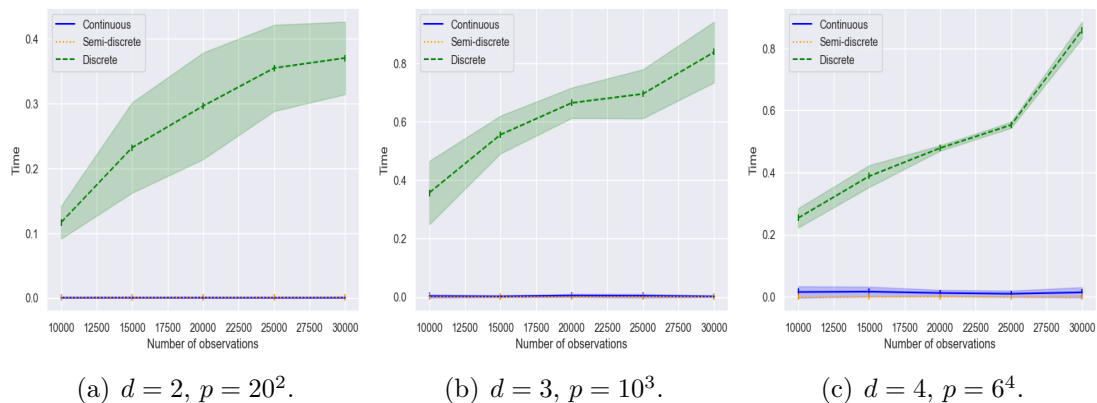 Continuous
Semi-discrete
Discrete
0.4
0.3
0.2
0.1
0.0
Time
10000 12500 15000 17500 20000 22500 25000 27500 30000
Number of observations
(a) d = 2, p = 20².
Continuous
Semi-discrete
Discrete
0.8
0.6
0.4
0.2
0.0
Time
10000 12500 15000 17500 20000 22500 25000 27500 30000
Number of observations
(b) d = 3, p = 10³.
Continuous
Semi-discrete
Discrete
0.8
0.6
0.4
0.2
0.0
Time
10000 12500 15000 17500 20000 22500 25000 27500 30000
Number of observations
(c) d = 4, p = 6⁴.